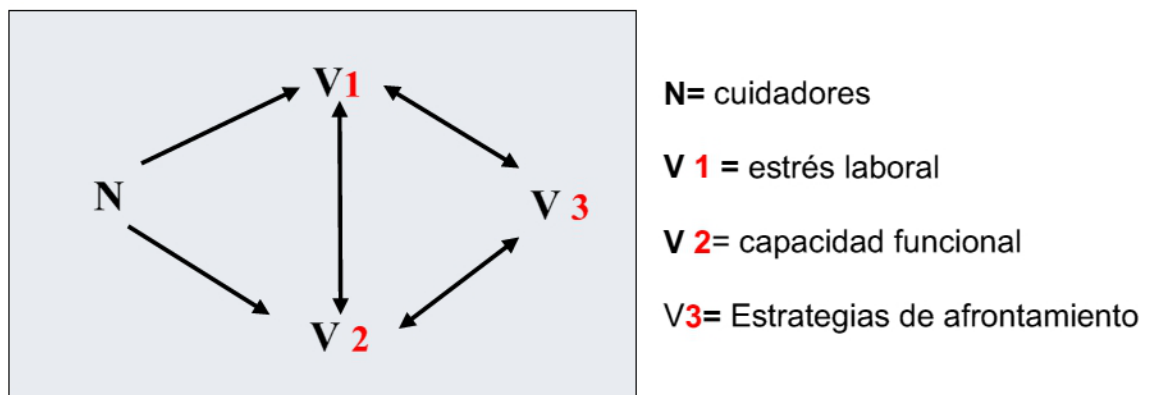 V1
N
V 3
V 2
N= cuidadores
V 1 = estrés laboral
V 2= capacidad funcional
V3= Estrategias de afrontamiento